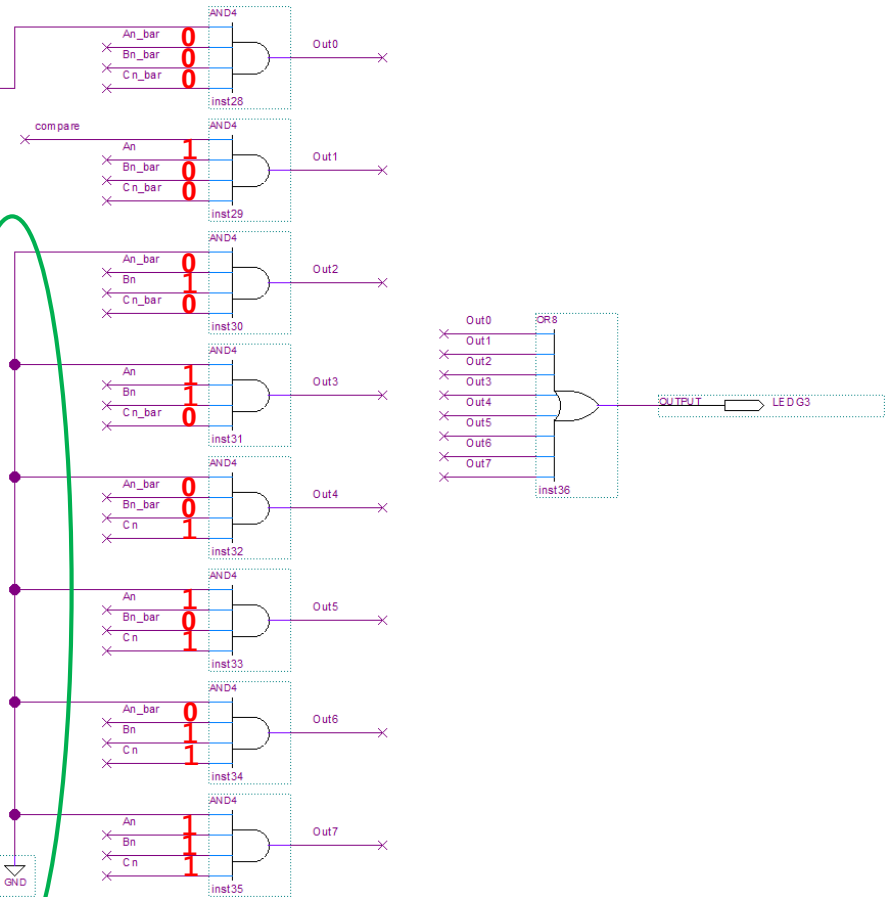 AND4
An_bar 0
Bn_bar 0
Cn_bar 0
Out0
inst28
AND4
compare
An 1
Bn_bar 0
Cn_bar 0
Out1
inst29
AND4
An_bar 0
Bn 1
Cn_bar 0
Out2
inst30
AND4
An 1
Bn 1
Cn_bar 0
Out3
inst31
AND4
An_bar 0
Bn_bar 0
Cn 1
Out4
inst32
AND4
An 1
Bn_bar 0
Cn 1
Out5
inst33
AND4
An_bar 0
Bn 1
Cn 1
Out6
inst34
AND4
An 1
Bn 1
Cn 1
Out7
inst35
GND
OR8
Out0
Out1
Out2
Out3
Out4
Out5
Out6
Out7
inst36
OUTPUT
LEDG3